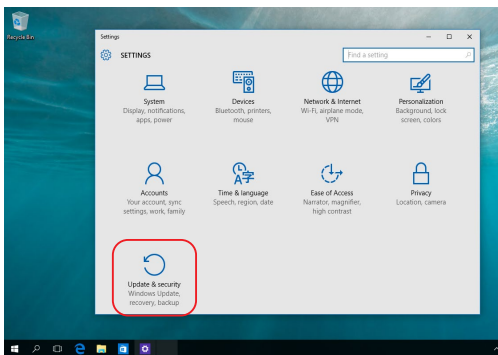 Recycle Bin
Settings
SETTINGS
Find a setting
System
Display, notifications,
apps, power
Devices
Bluetooth, printers,
mouse
Network & Internet
Wi-Fi, airplane mode,
VPN
Personalization
Background, lock
screen, colors
Accounts
Your account, sync
settings, work, family
A字
Time & language
Speech, region, date
Ease of Access
Narrator, magnifier,
high contrast
Privacy
Location, camera
Update & security
Windows Update,
recovery, backup